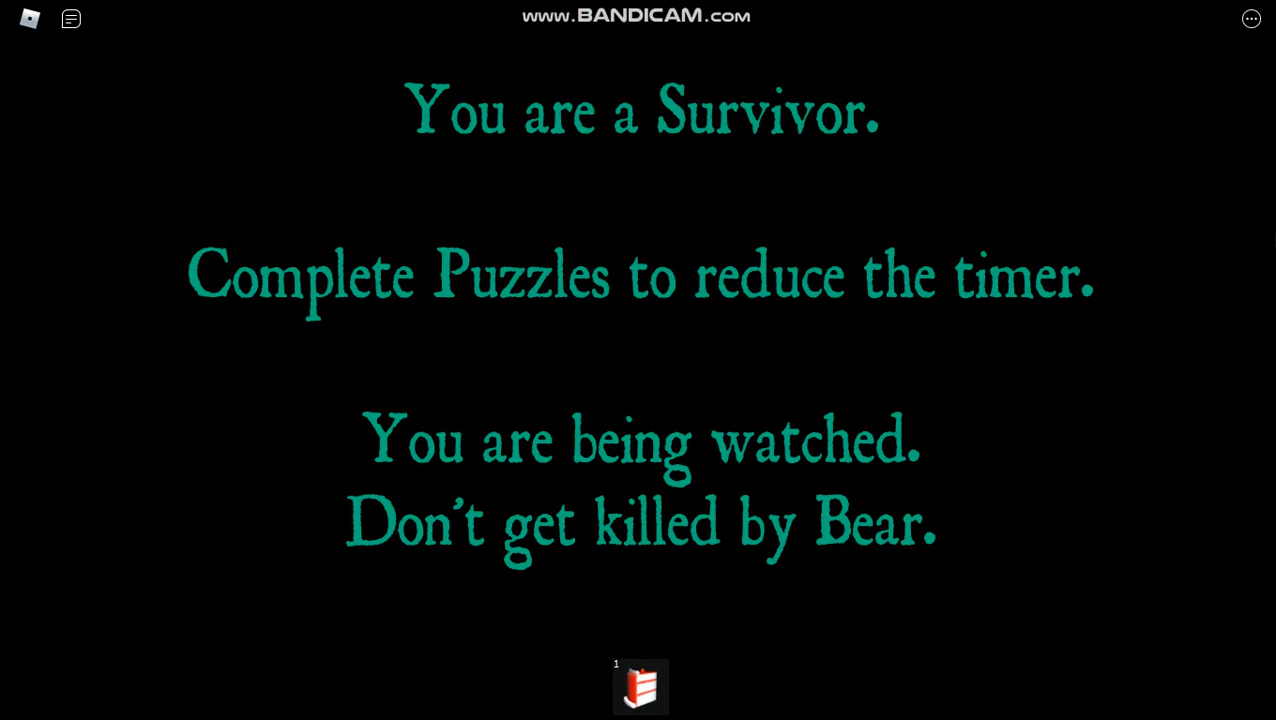 www.BANDICAM.com
You are a Survivor.
Complete Puzzles to reduce the timer.
You are being watched.
Don't get killed by Bear.
1